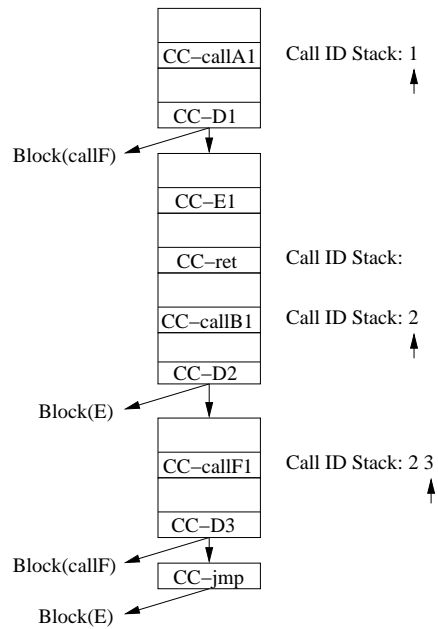 CC–callA1 Call ID Stack: 1
CC–D1
Block(callF)
CC–E1
CC–ret Call ID Stack:
CC–callB1 Call ID Stack: 2
CC–D2
Block(E)
CC–callF1 Call ID Stack: 2 3
CC–D3
Block(callF)
CC–jmp
Block(E)